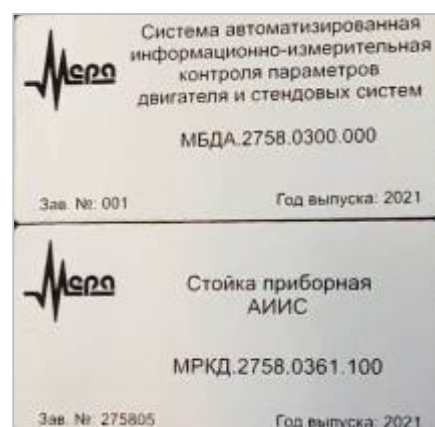 Мера
Система автоматизированная
информационно-измерительная
контроля параметров
двигателя и стендовых систем
МБДА.2758.0300.000
Зав. №: 001
Год выпуска: 2021
Мера
Стойка приборная
АИИС
МРКД.2758.0361.100
Зав. №: 275805
Год выпуска: 2021